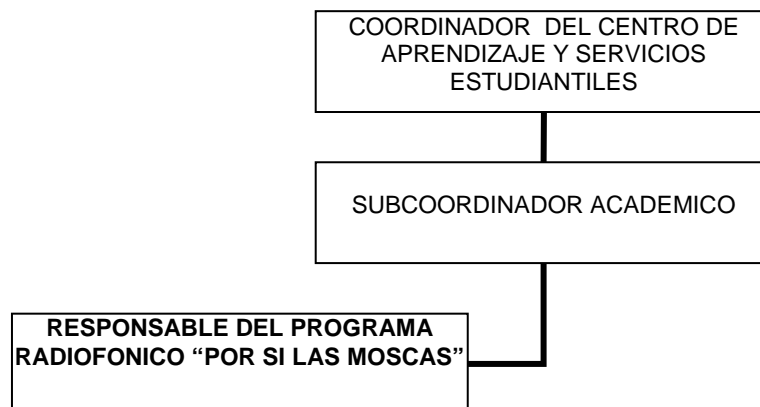 COORDINADOR DEL CENTRO DE
APRENDIZAJE Y SERVICIOS
ESTUDIANTILES
SUBCOORDINADOR ACADEMICO
RESPONSABLE DEL PROGRAMA
RADIOFONICO “POR SI LAS MOSCAS”